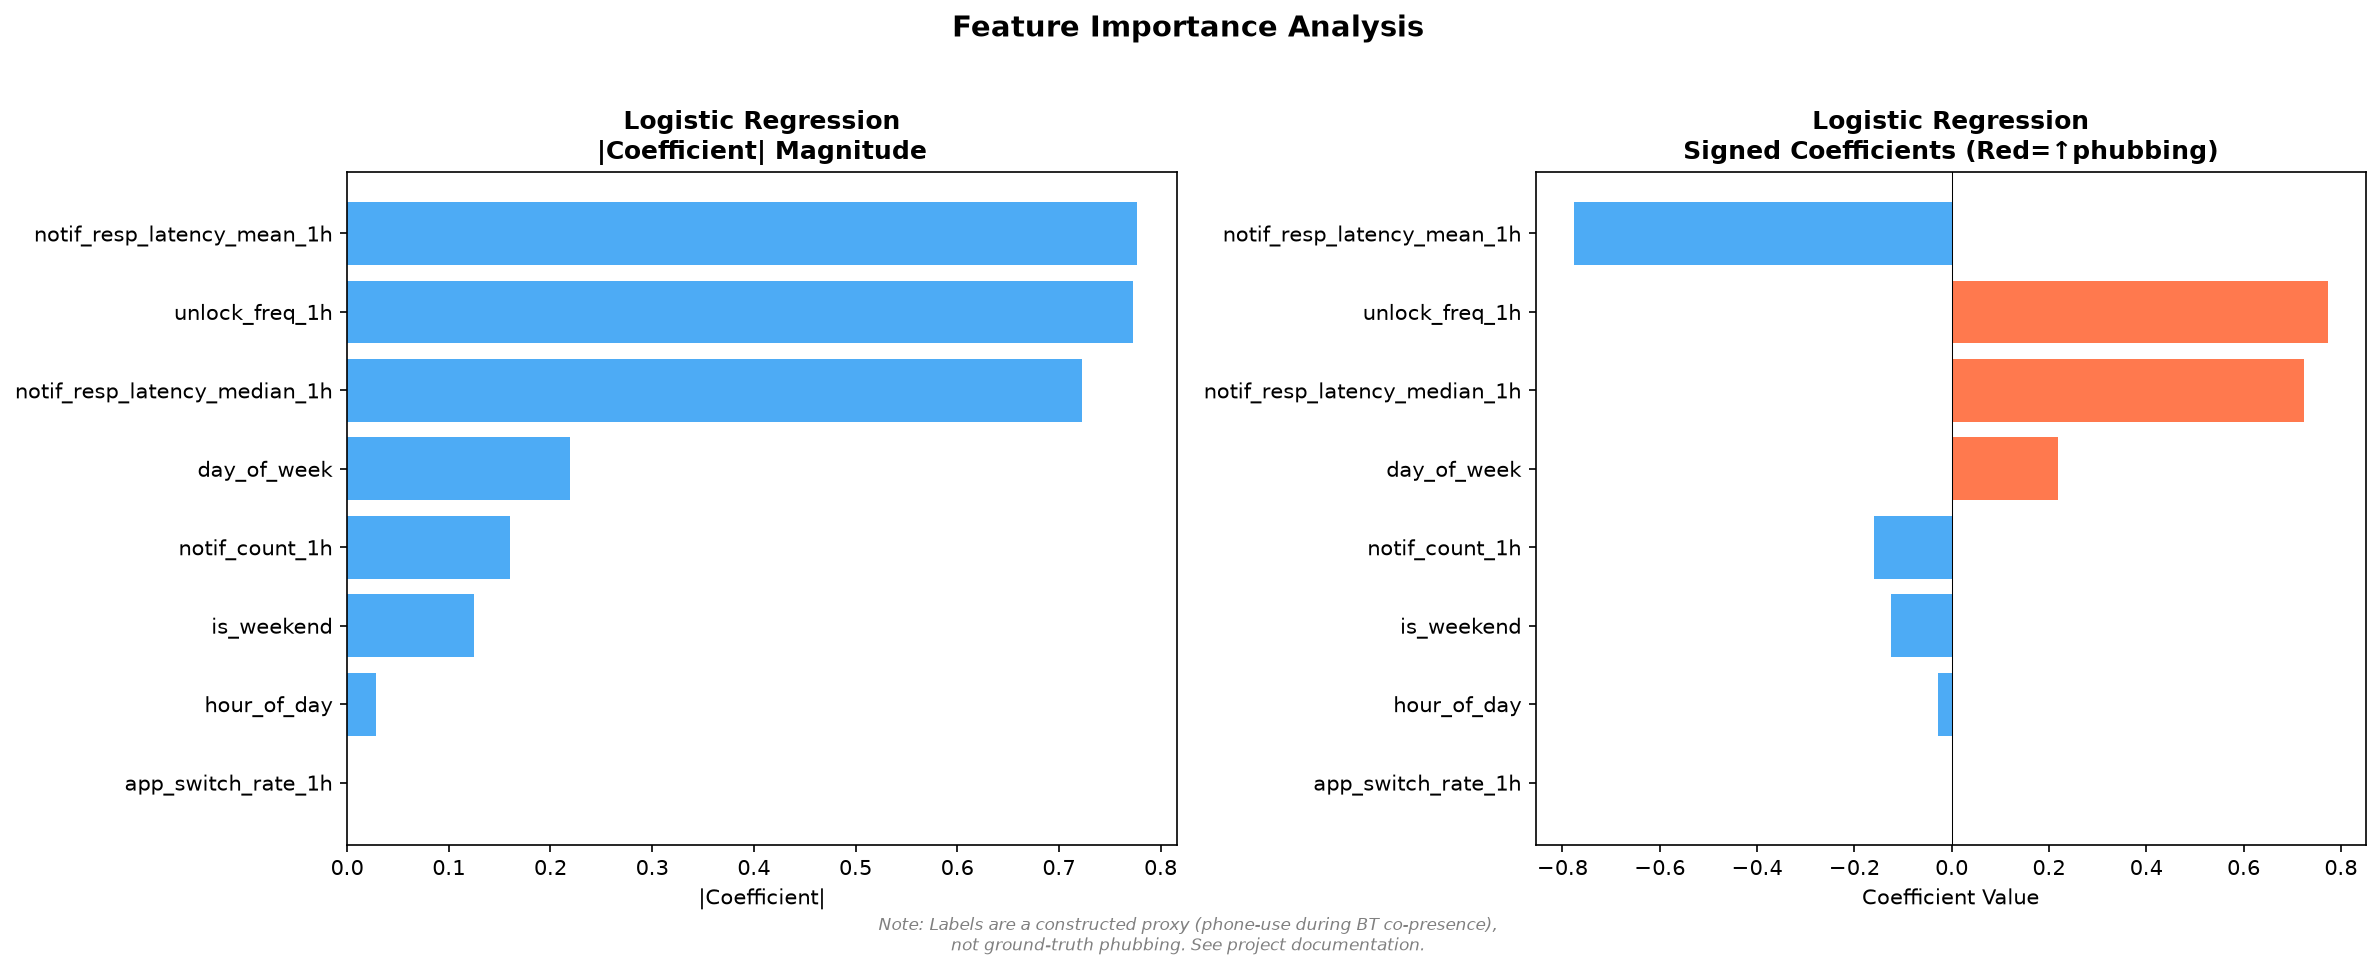 Feature Importance Analysis
Logistic Regression
|Coefficient| Magnitude
notif_resp_latency_mean_1h
unlock_freq_1h
notif_resp_latency_median_1h
day_of_week
notif_count_1h
is_weekend
hour_of_day
app_switch_rate_1h
0.0 0.1 0.2 0.3 0.4 0.5 0.6 0.7 0.8
|Coefficient|
Logistic Regression
Signed Coefficients (Red=↑phubbing)
notif_resp_latency_mean_1h
unlock_freq_1h
notif_resp_latency_median_1h
day_of_week
notif_count_1h
is_weekend
hour_of_day
app_switch_rate_1h
−0.8 −0.6 −0.4 −0.2 0.0 0.2 0.4 0.6 0.8
Coefficient Value
Note: Labels are a constructed proxy (phone-use during BT co-presence),
not ground-truth phubbing. See project documentation.